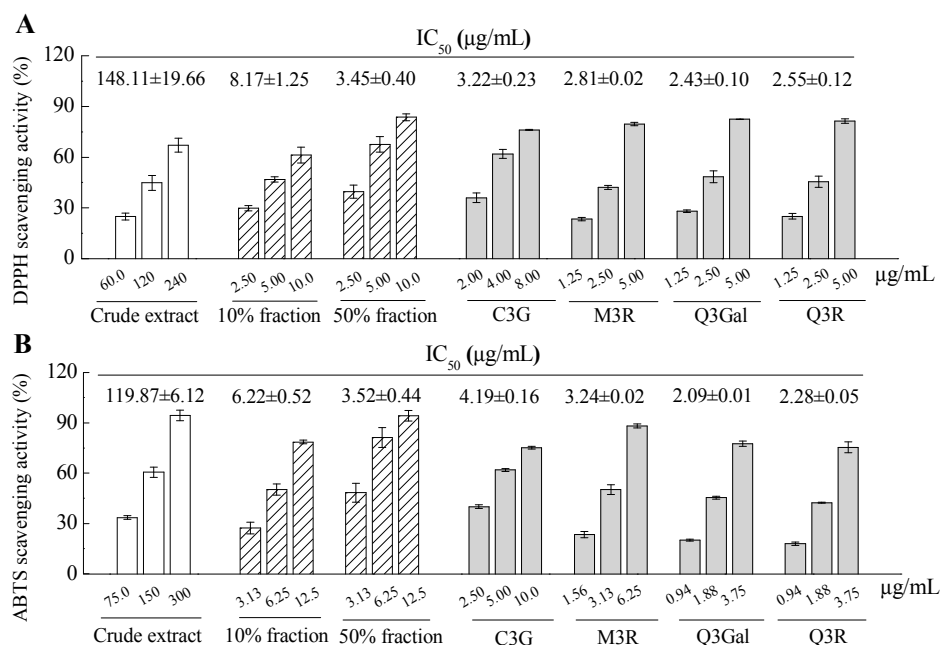 A
IC50 (μg/mL)
120
148.11±19.66 8.17±1.25 3.45±0.40 3.22±0.23 2.81±0.02 2.43±0.10 2.55±0.12
90
60
30
0
DPPH scavenging activity (%)
60.0 120 240 2.50 5.00 10.0 2.50 5.00 10.0 2.00 4.00 8.00 1.25 2.50 5.00 1.25 2.50 5.00 1.25 2.50 5.00 μg/mL
Crude extract 10% fraction 50% fraction C3G M3R Q3Gal Q3R
B
IC50 (μg/mL)
120
119.87±6.12 6.22±0.52 3.52±0.44 4.19±0.16 3.24±0.02 2.09±0.01 2.28±0.05
90
60
30
0
ABTS scavenging activity (%)
75.0 150 300 3.13 6.25 12.5 3.13 6.25 12.5 2.50 5.00 10.0 1.56 3.13 6.25 0.94 1.88 3.75 0.94 1.88 3.75 μg/mL
Crude extract 10% fraction 50% fraction C3G M3R Q3Gal Q3R